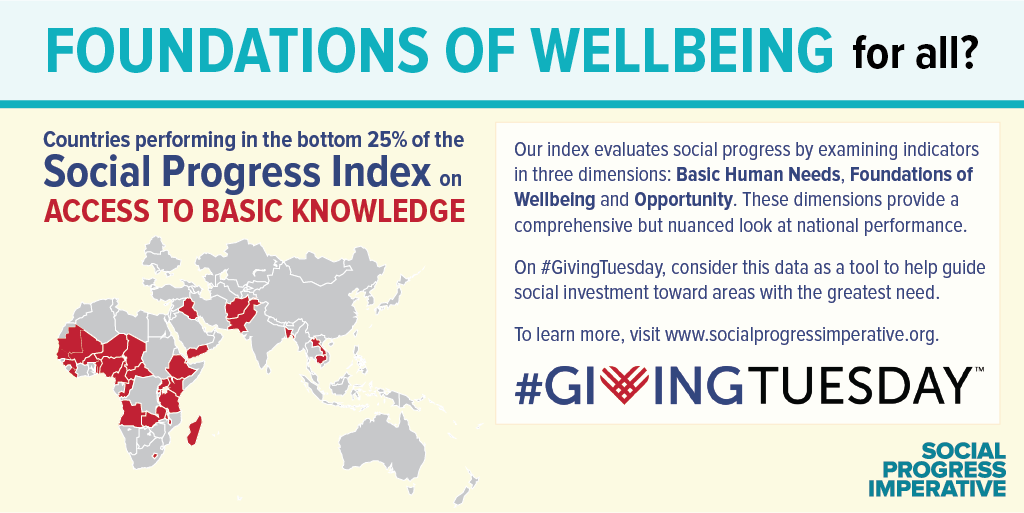 FOUNDATIONS OF WELLBEING for all?
Countries performing in the bottom 25% of the
Social Progress Index on
ACCESS TO BASIC KNOWLEDGE
Our index evaluates social progress by examining indicators
in three dimensions: Basic Human Needs, Foundations of
Wellbeing and Opportunity. These dimensions provide a
comprehensive but nuanced look at national performance.
On #GivingTuesday, consider this data as a tool to help guide
social investment toward areas with the greatest need.
To learn more, visit www.socialprogressimperative.org.
#GIVINGTUESDAY™
SOCIAL
PROGRESS
IMPERATIVE